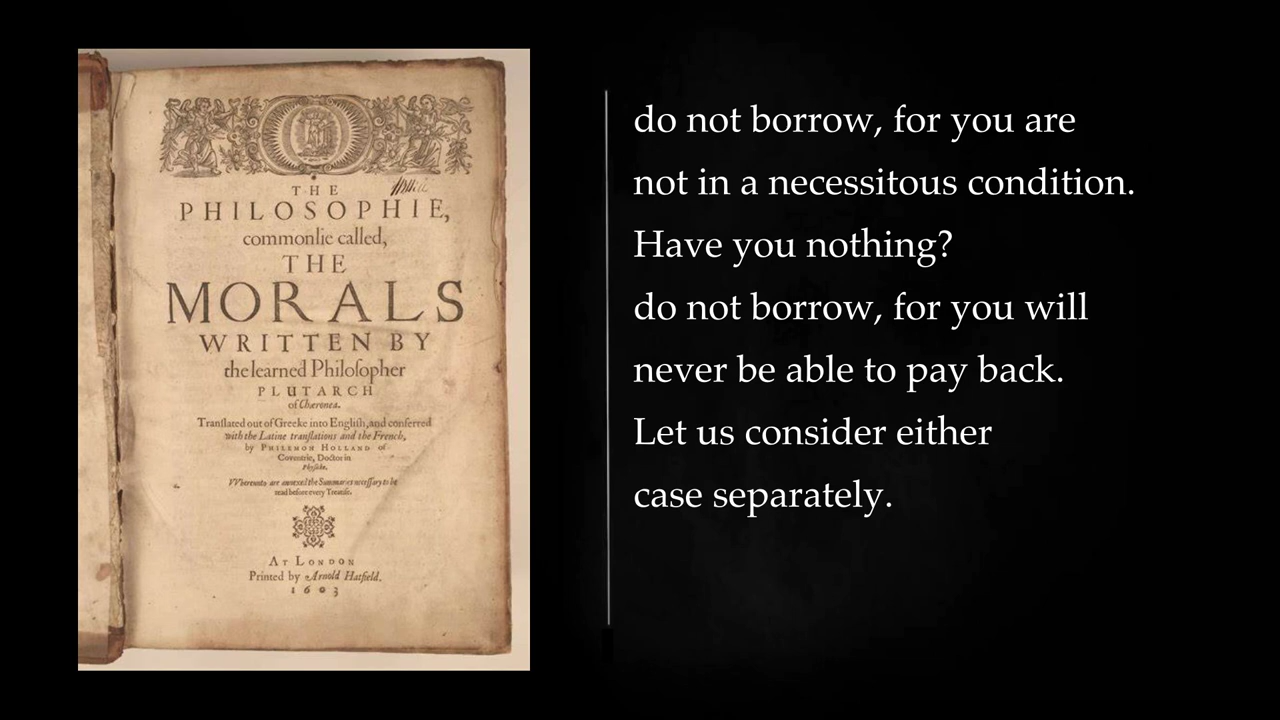 THE
PHILOSOPHIE,
commonlie called,
THE
MORALS
WRITTEN BY
the learned Philoſopher
PLUTARCH
of Chæronea.
Tranſlated out of Greeke into Engliſh, and conferred
with the Latine tranſlations and the French,
by PHILEMON HOLLAND of
Coventrie, Doctor in
Phyſicke.
VVhereunto are annexed the Summaries neceſſary to be
read before every Treatiſe.
AT LONDON
Printed by Arnold Hatfield.
1603
do not borrow, for you are
not in a necessitous condition.
Have you nothing?
do not borrow, for you will
never be able to pay back.
Let us consider either
case separately.